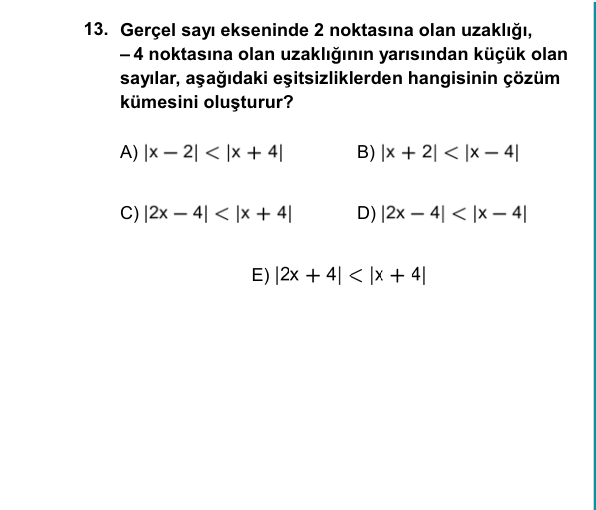 13. Gerçel sayı ekseninde 2 noktasına olan uzaklığı,
– 4 noktasına olan uzaklığının yarısından küçük olan
sayılar, aşağıdaki eşitsizliklerden hangisinin çözüm
kümesini oluşturur?
A) |x – 2| < |x + 4| B) |x + 2| < |x – 4|
C) |2x – 4| < |x + 4| D) |2x – 4| < |x – 4|
E) |2x + 4| < |x + 4|